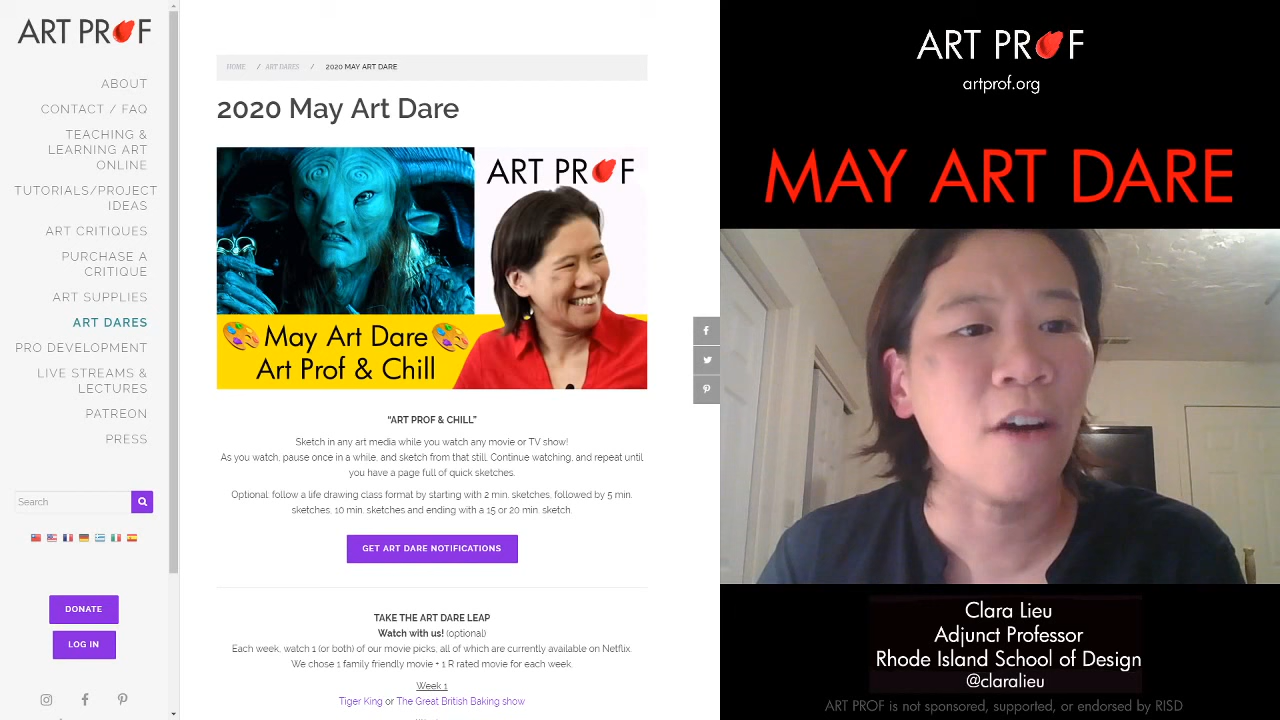 ART PROF
ABOUT
CONTACT / FAQ
TEACHING &
LEARNING ART
ONLINE
TUTORIALS/PROJECT
IDEAS
ART CRITIQUES
PURCHASE A
CRITIQUE
ART SUPPLIES
ART DARES
PRO DEVELOPMENT
LIVE STREAMS &
LECTURES
PATREON
PRESS
Search
DONATE
LOG IN
HOME / ART DARES / 2020 MAY ART DARE
2020 May Art Dare
ART PROF
May Art Dare
Art Prof & Chill
“ART PROF & CHILL”
Sketch in any art media while you watch any movie or TV show!
As you watch, pause once in a while, and sketch from that still. Continue watching, and repeat until
you have a page full of quick sketches.
Optional: follow a life drawing class format by starting with 2 min. sketches, followed by 5 min.
sketches, 10 min. sketches and ending with a 15 or 20 min. sketch.
GET ART DARE NOTIFICATIONS
TAKE THE ART DARE LEAP
Watch with us! (optional)
Each week, watch 1 (or both) of our movie picks, all of which are currently available on Netflix.
We chose 1 family friendly movie + 1 R rated movie for each week.
Week 1
Tiger King or The Great British Baking show
ART PROF
artprof.org
MAY ART DARE
Clara Lieu
Adjunct Professor
Rhode Island School of Design
@claralieu
ART PROF is not sponsored, supported, or endorsed by RISD